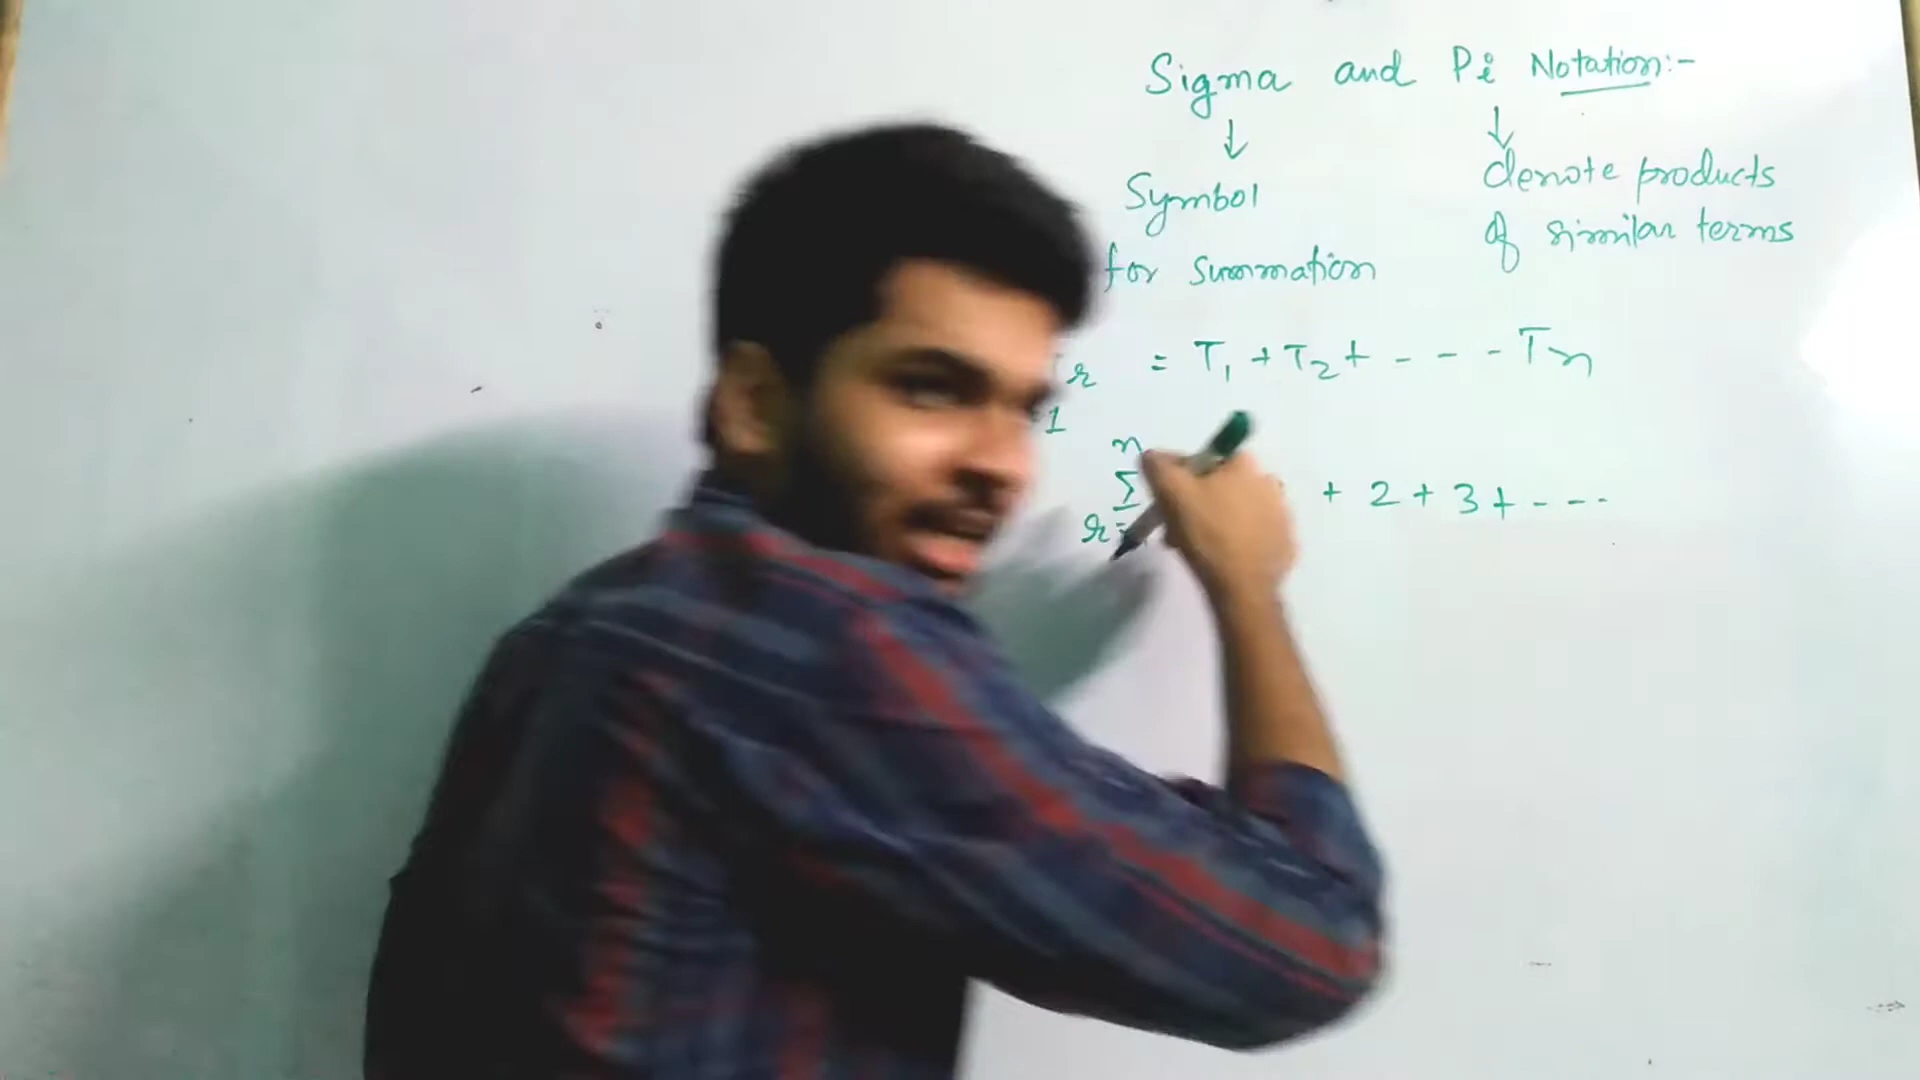 Sigma and Pi Notation:-
↓ ↓
Symbol
for summation
denote products
of similar terms
r = T₁ + T₂ + - - - Tn
1
n
Σ + 2 + 3 + - - - -
r =